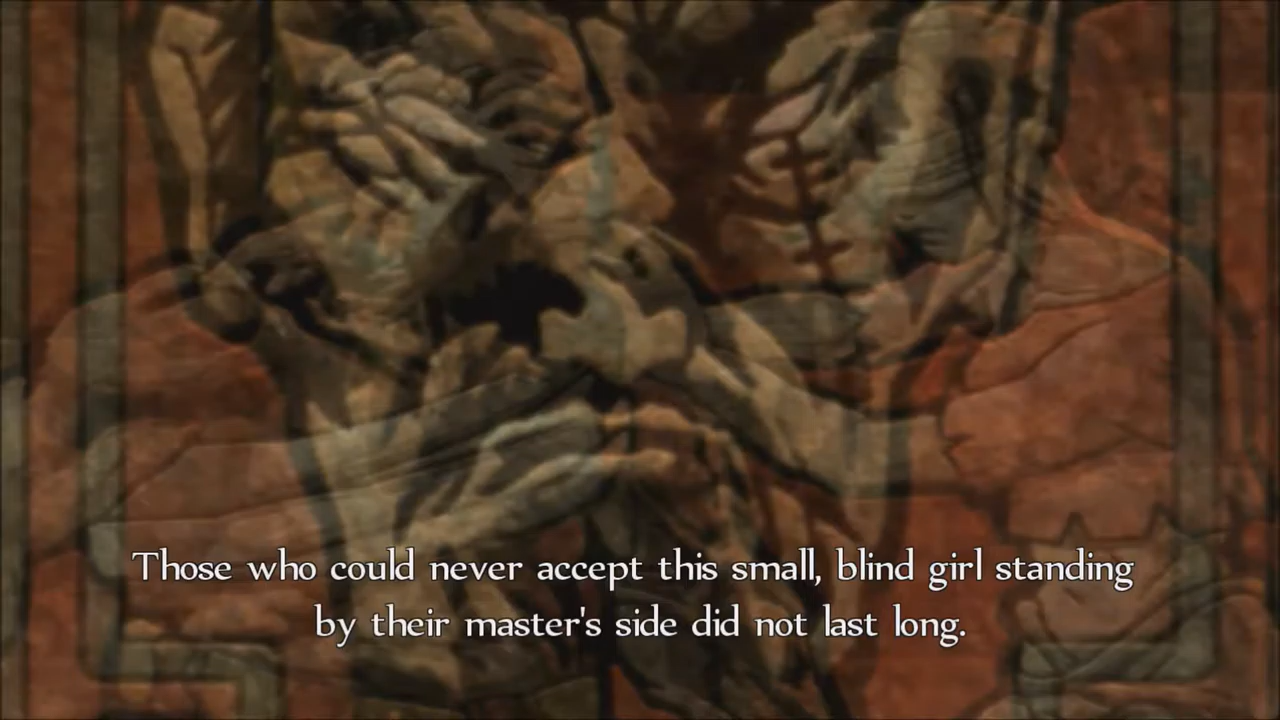 Those who could never accept this small, blind girl standing
by their master's side did not last long.